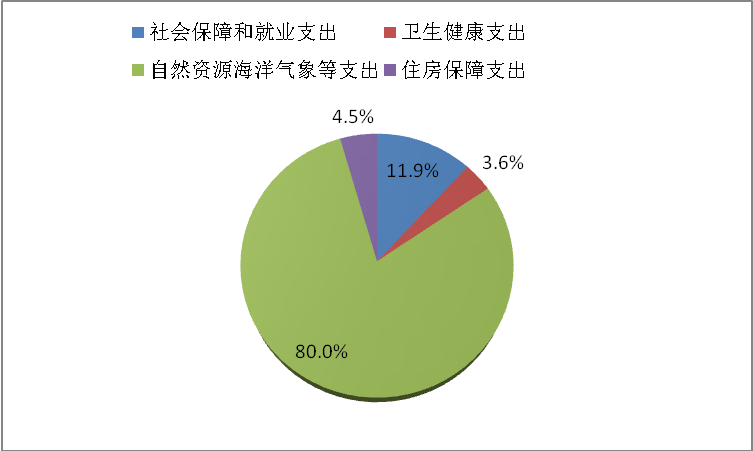 社会保障和就业支出 卫生健康支出
自然资源海洋气象等支出 住房保障支出
4.5%
11.9%
3.6%
80.0%